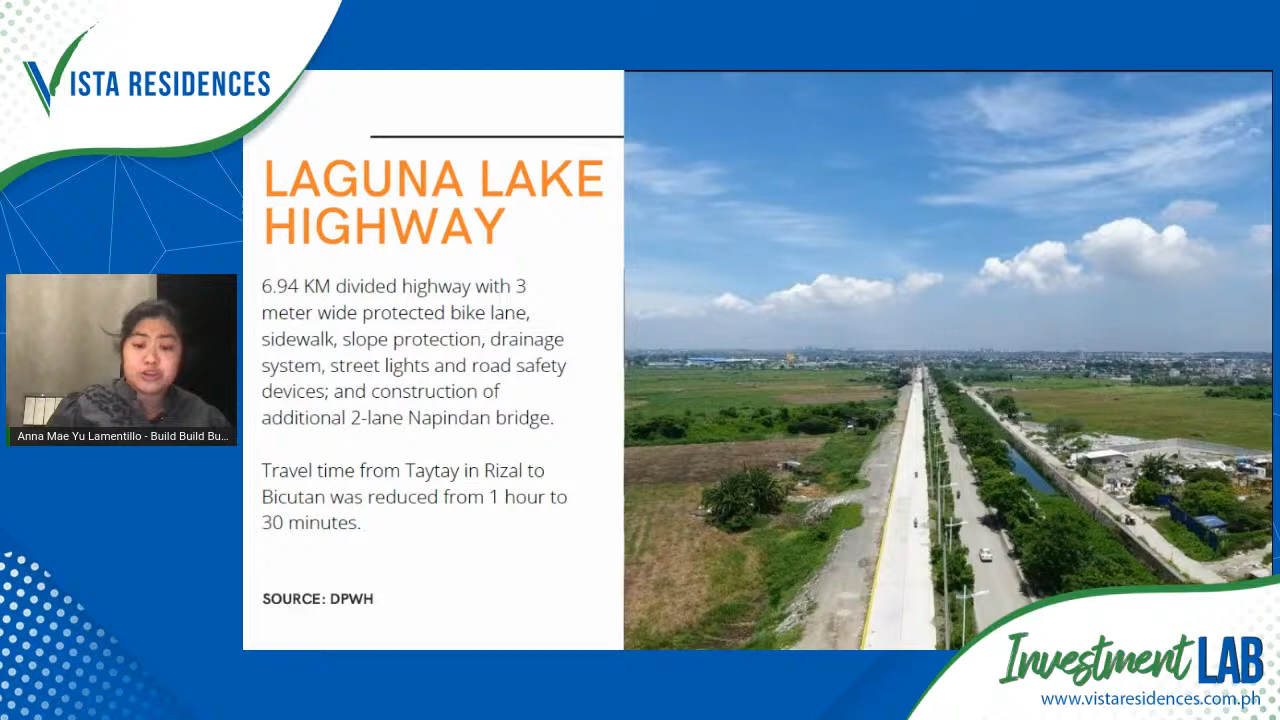 VISTA RESIDENCES
LAGUNA LAKE
HIGHWAY
6.94 KM divided highway with 3
meter wide protected bike lane,
sidewalk, slope protection, drainage
system, street lights and road safety
devices; and construction of
additional 2-lane Napindan bridge.
Travel time from Taytay in Rizal to
Bicutan was reduced from 1 hour to
30 minutes.
SOURCE: DPWH
Anna Mae Yu Lamentillo - Build Build Bu...
Investment LAB
www.vistaresidences.com.ph